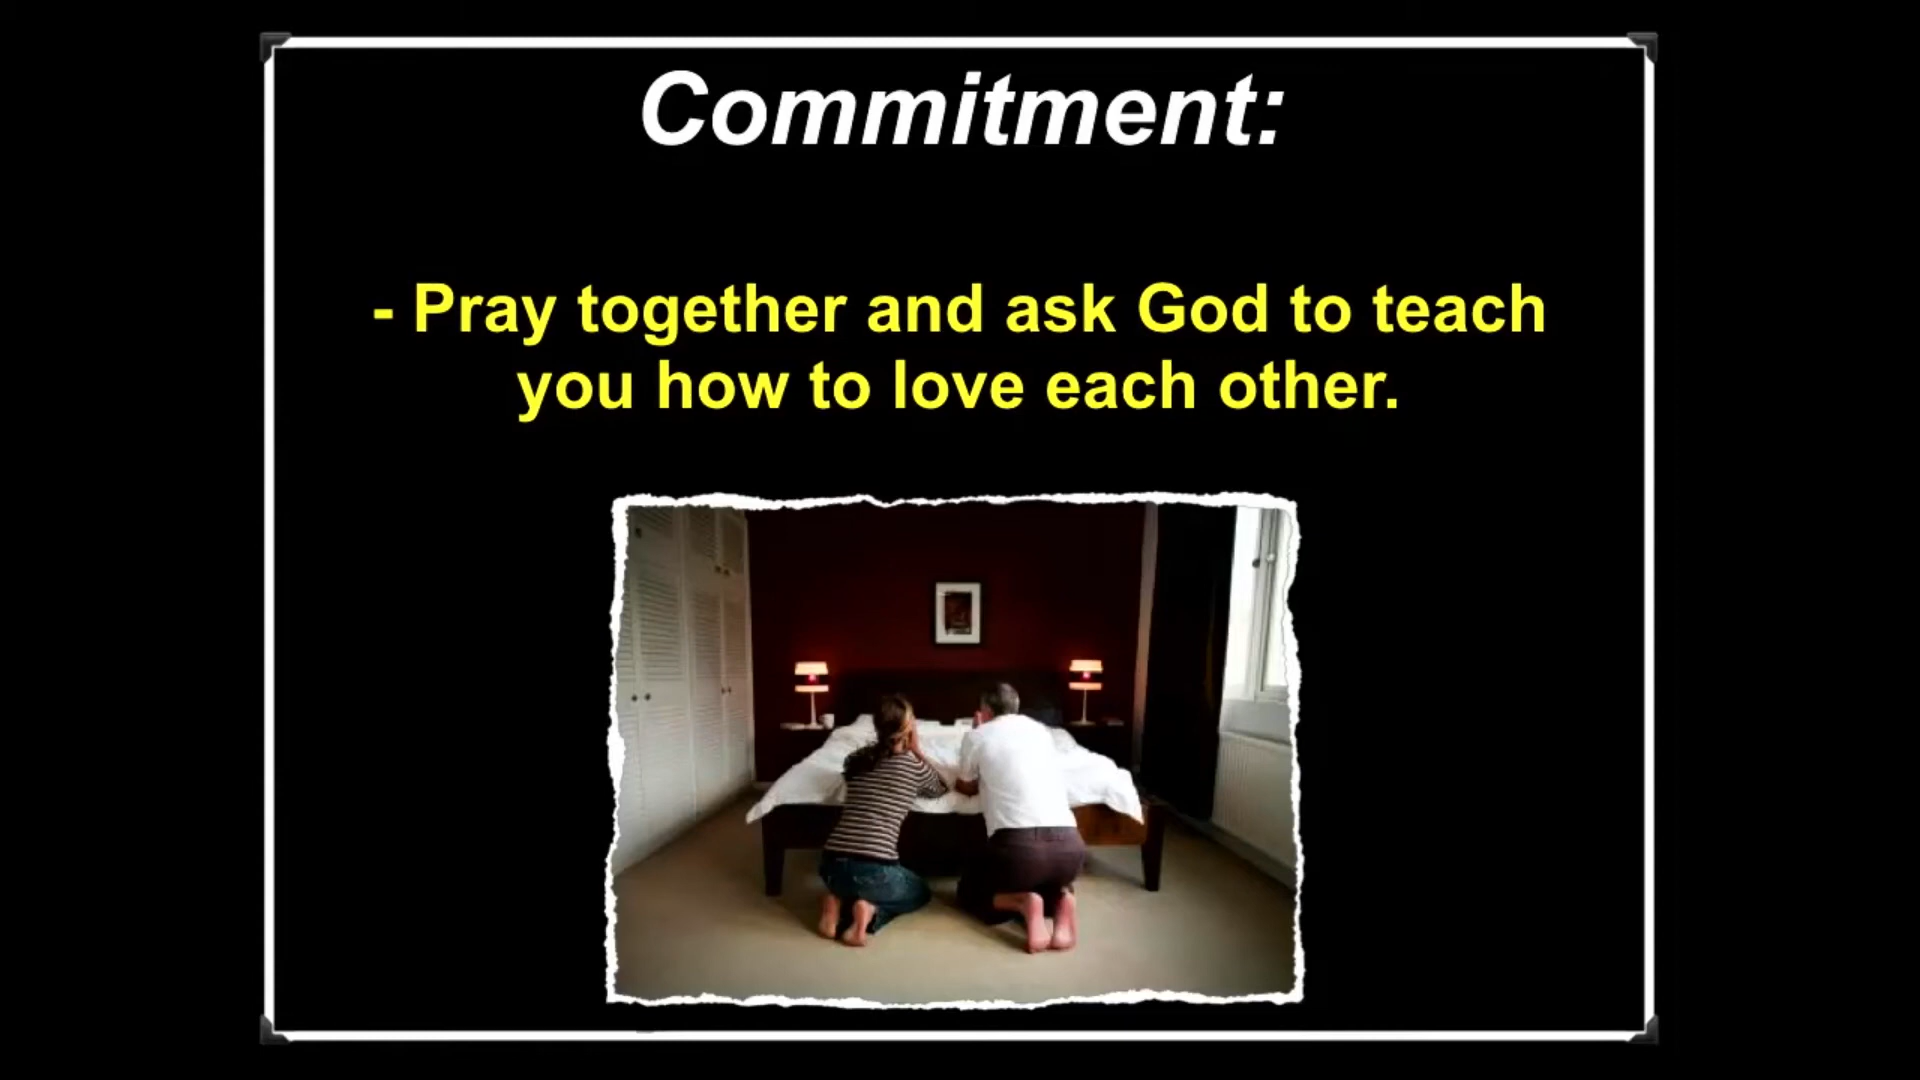 Commitment:
- Pray together and ask God to teach
you how to love each other.